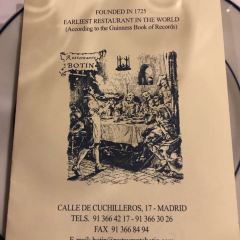 FOUNDED IN 1725
EARLIEST RESTAURANT IN THE WORLD
(According to the Guinness Book of Records)
Restaurante
BOTIN
CALLE DE CUCHILLEROS, 17 - MADRID
TELS. 91 366 42 17 - 91 366 30 26
FAX 91 366 84 94